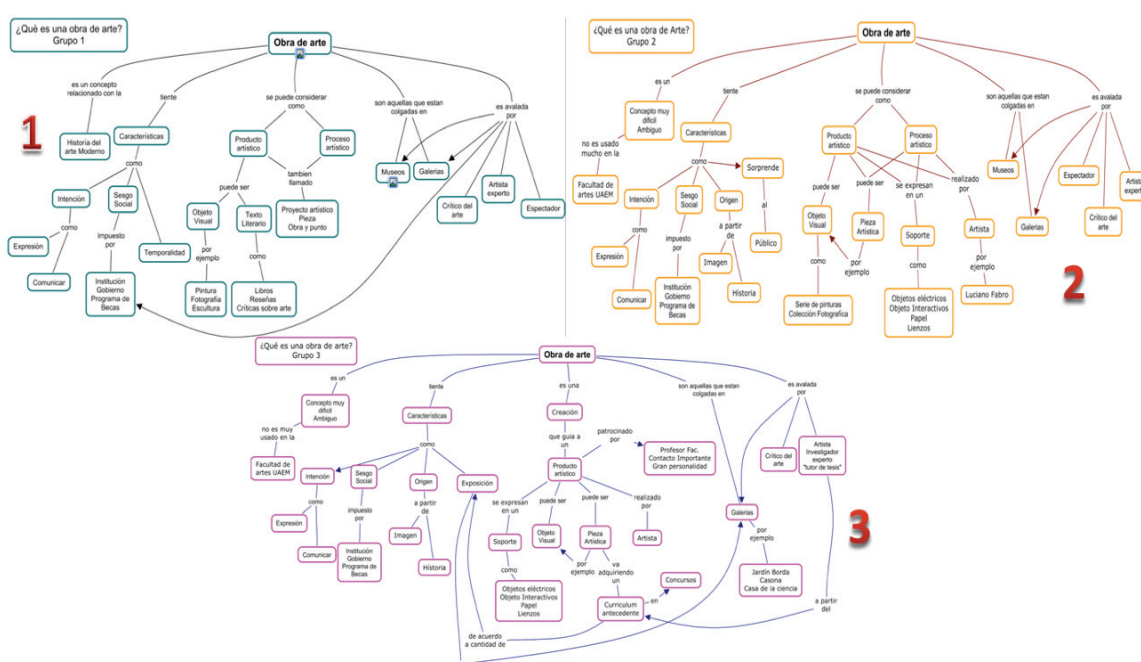 ¿Qué es una obra de arte?
Grupo 1
Obra de arte
es un concepto
relacionado con la
tiente
se puede considerar
como
son aquellas que estan
colgadas en
es avalada
por
1
Historía del
arte Moderno
Características
Producto
artístico
Proceso
artístico
Museos
Galerias
como
tambien
llamado
Crítico del
arte
Artista
experto
Espectador
Intención
Sesgo
Social
puede ser
Objeto
Visual
Texto
Literario
Proyecto artístico
Pieza
Obra y punto
como
impuesto
por
Expresión
Comunicar
Temporalidad
por
ejemplo
como
Institución
Gobierno
Programa de
Becas
Pintura
Fotografía
Escultura
Libros
Reseñas
Críticas sobre arte
¿Qué es una obra de Arte?
Grupo 2
Obra de arte
es un
tiente
se puede considerar
como
son aquellas que estan
colgadas en
es avalada
por
Concepto muy
dificil
Ambiguo
Características
Producto
artístico
Proceso
artístico
no es usado
mucho en la
como
Sorprende
Museos
Espectador
Artista
experto
Facultad de
artes UAEM
Intención
Sesgo
Social
Origen
al
Público
puede ser
puede ser
se expresan
en un
realizado
por
Galerias
Crítico del
arte
como
impuesto
por
a partir
de
Objeto
Visual
Pieza
Artística
Soporte
Artista
Expresión
Comunicar
Institución
Gobierno
Programa de
Becas
Imagen
Hístoria
como
por
ejemplo
como
por
ejemplo
2
Serie de pinturas
Colección Fotografica
Objetos eléctricos
Objeto Interactivos
Papel
Lienzos
Luciano Fabro
¿Qué es una obra de arte?
Grupo 3
Obra de arte
es un
tiente
es una
son aquellas que estan
colgadas en
es avalada
por
Concepto muy
dificil
Ambiguo
Características
Creación
no es muy
usado en la
como
que guia a
un
patrocinado
por
Profesor Fac.
Contacto Importante
Gran personalidad
Crítico del
arte
Artista
Investigador
experto
"tutor de tesis"
Facultad de
artes UAEM
Intención
Sesgo
Social
Origen
Exposición
Producto
artístico
como
impuesto
por
a partir
de
se expresan
en un
puede ser
puede ser
realizado
por
Galerias
3
Expresión
Comunicar
Institución
Gobierno
Programa de
Becas
Imagen
Hístoria
Soporte
Objeto
Visual
Pieza
Artística
Artista
por
ejemplo
como
por
ejemplo
va
adquiriendo
un
Jardín Borda
Casona
Casa de la ciencia
Objetos eléctricos
Objeto Interactivos
Papel
Lienzos
Curriculum
antecedente
en
Concursos
a partir
del
de acuerdo
a cantidad de